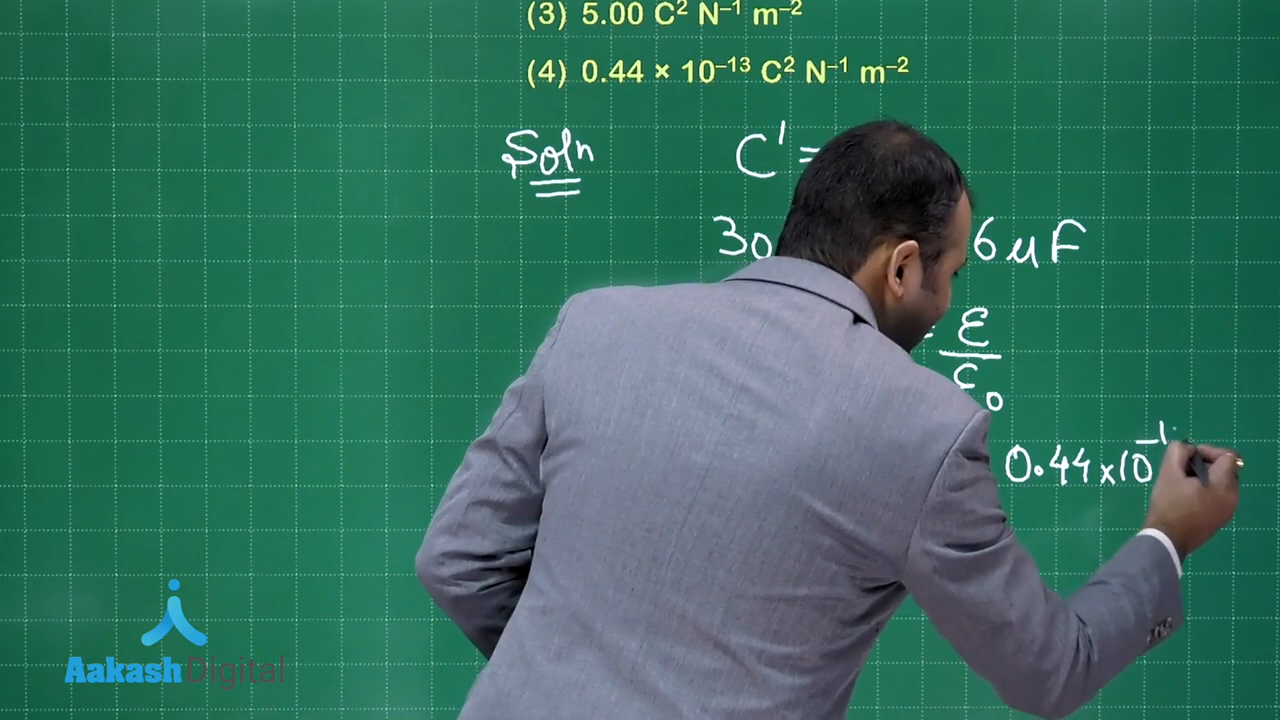 (3) 5.00 C² N⁻¹ m⁻²
(4) 0.44 × 10⁻¹³ C² N⁻¹ m⁻²
Soln C' =
30 6 μF
= ε
ε₀
0.44 × 10⁻¹
Aakash Digital